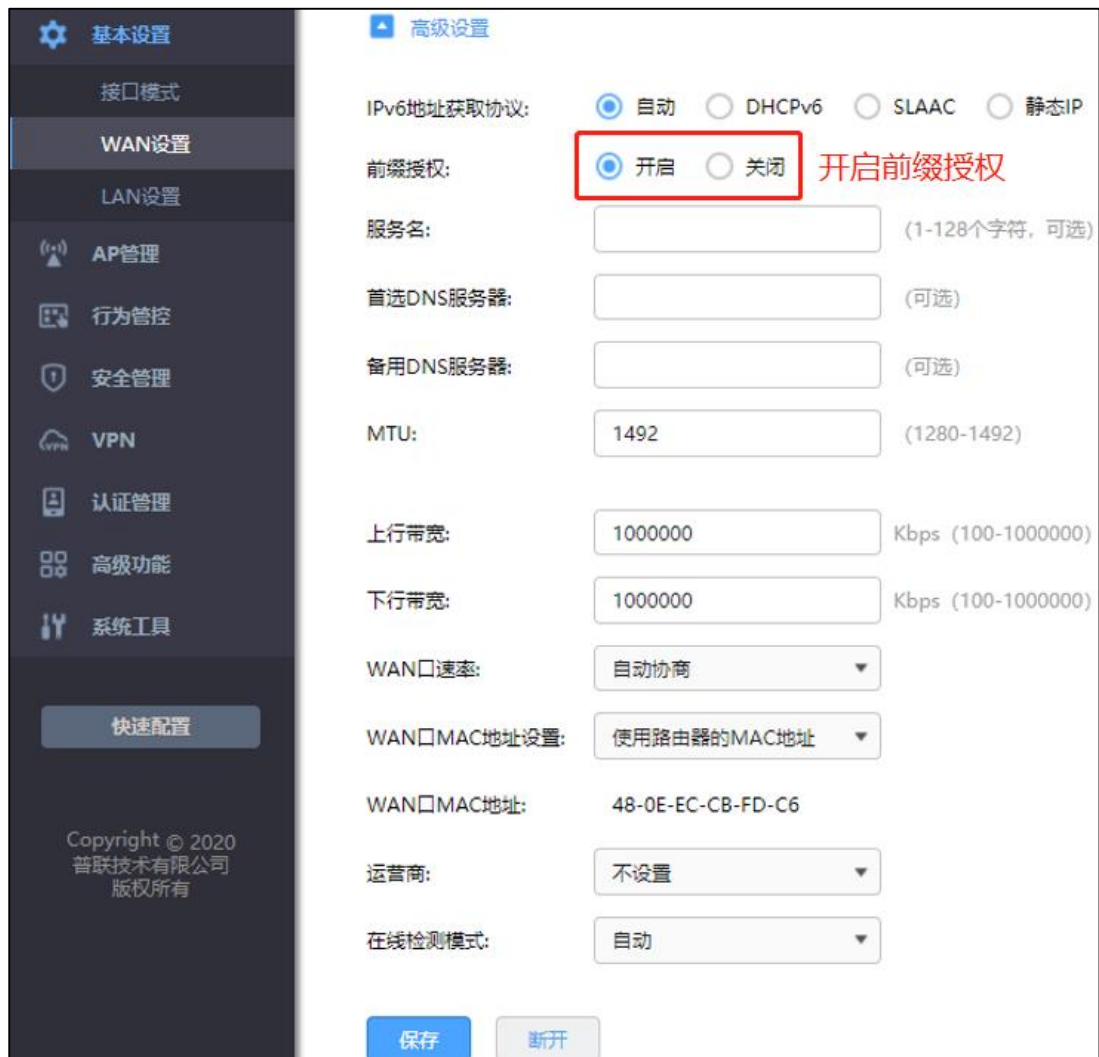 基本设置
接口模式
WAN设置
LAN设置
AP管理
行为管控
安全管理
VPN
认证管理
高级功能
系统工具
快速配置
Copyright © 2020
普联技术有限公司
版权所有
高级设置
IPv6地址获取协议: 自动 DHCPv6 SLAAC 静态IP
前缀授权: 开启 关闭 开启前缀授权
服务名: (1-128个字符, 可选)
首选DNS服务器: (可选)
备用DNS服务器: (可选)
MTU: 1492 (1280-1492)
上行带宽: 1000000 Kbps (100-1000000)
下行带宽: 1000000 Kbps (100-1000000)
WAN口速率: 自动协商
WAN口MAC地址设置: 使用路由器的MAC地址
WAN口MAC地址: 48-0E-EC-CB-FD-C6
运营商: 不设置
在线检测模式: 自动
保存 断开